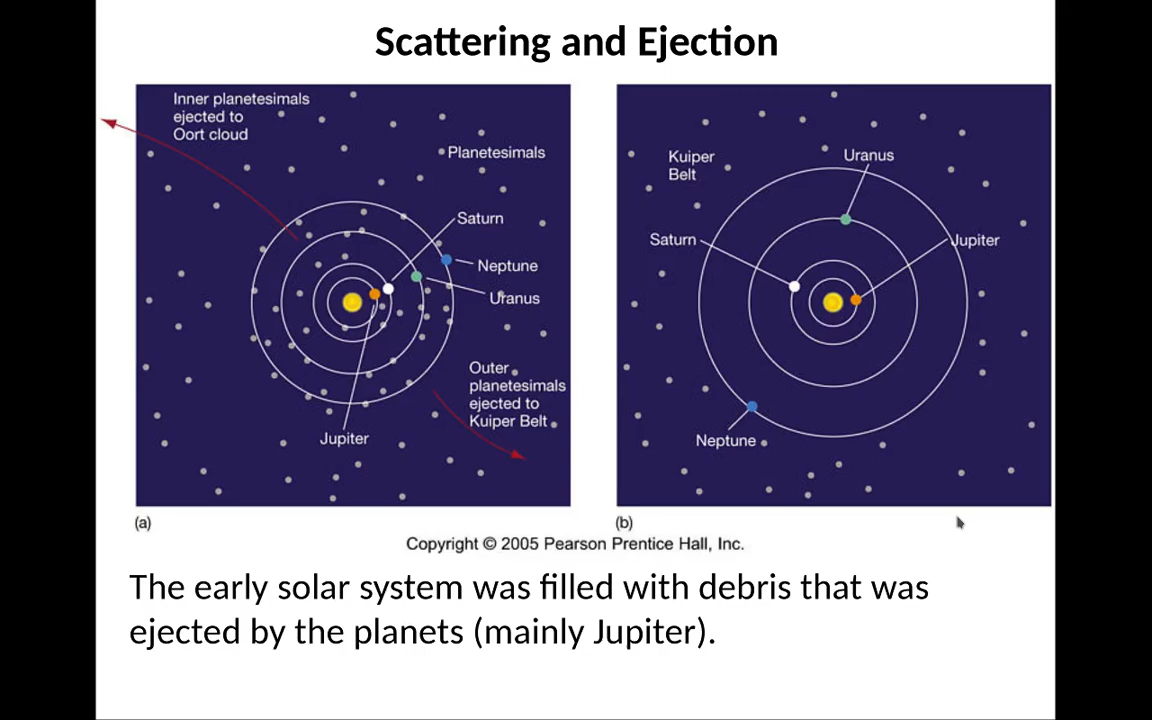 Scattering and Ejection
Inner planetesimals
ejected to
Oort cloud
Planetesimals
Saturn
Neptune
Uranus
Outer
planetesimals
ejected to
Kuiper Belt
Jupiter
(a)
Kuiper
Belt
Uranus
Saturn
Jupiter
Neptune
(b)
Copyright © 2005 Pearson Prentice Hall, Inc.
The early solar system was filled with debris that was
ejected by the planets (mainly Jupiter).